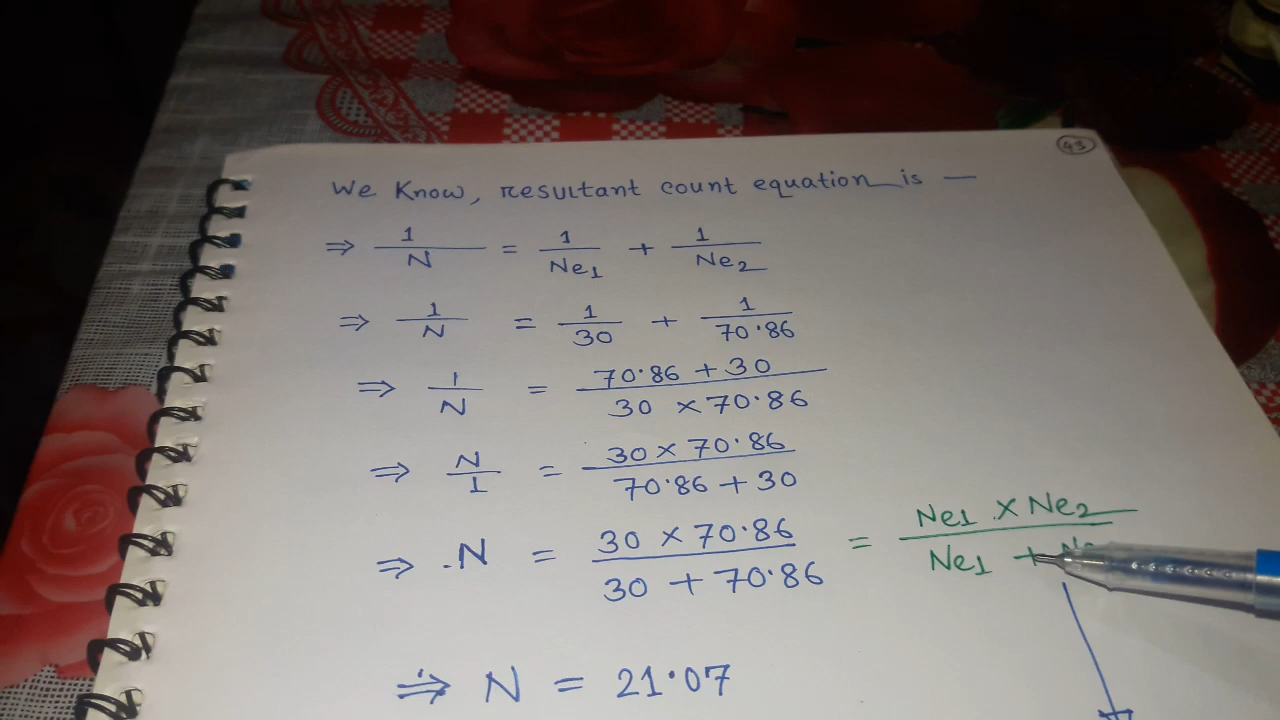 43
We Know, resultant count equation is —
⇒ 1/N = 1/Ne1 + 1/Ne2
⇒ 1/N = 1/30 + 1/70.86
⇒ 1/N = (70.86 + 30)/(30 × 70.86)
⇒ N/1 = (30 × 70.86)/(70.86 + 30)
⇒ N = (30 × 70.86)/(30 + 70.86) = (Ne1 × Ne2)/(Ne1 +
⇒ N = 21.07